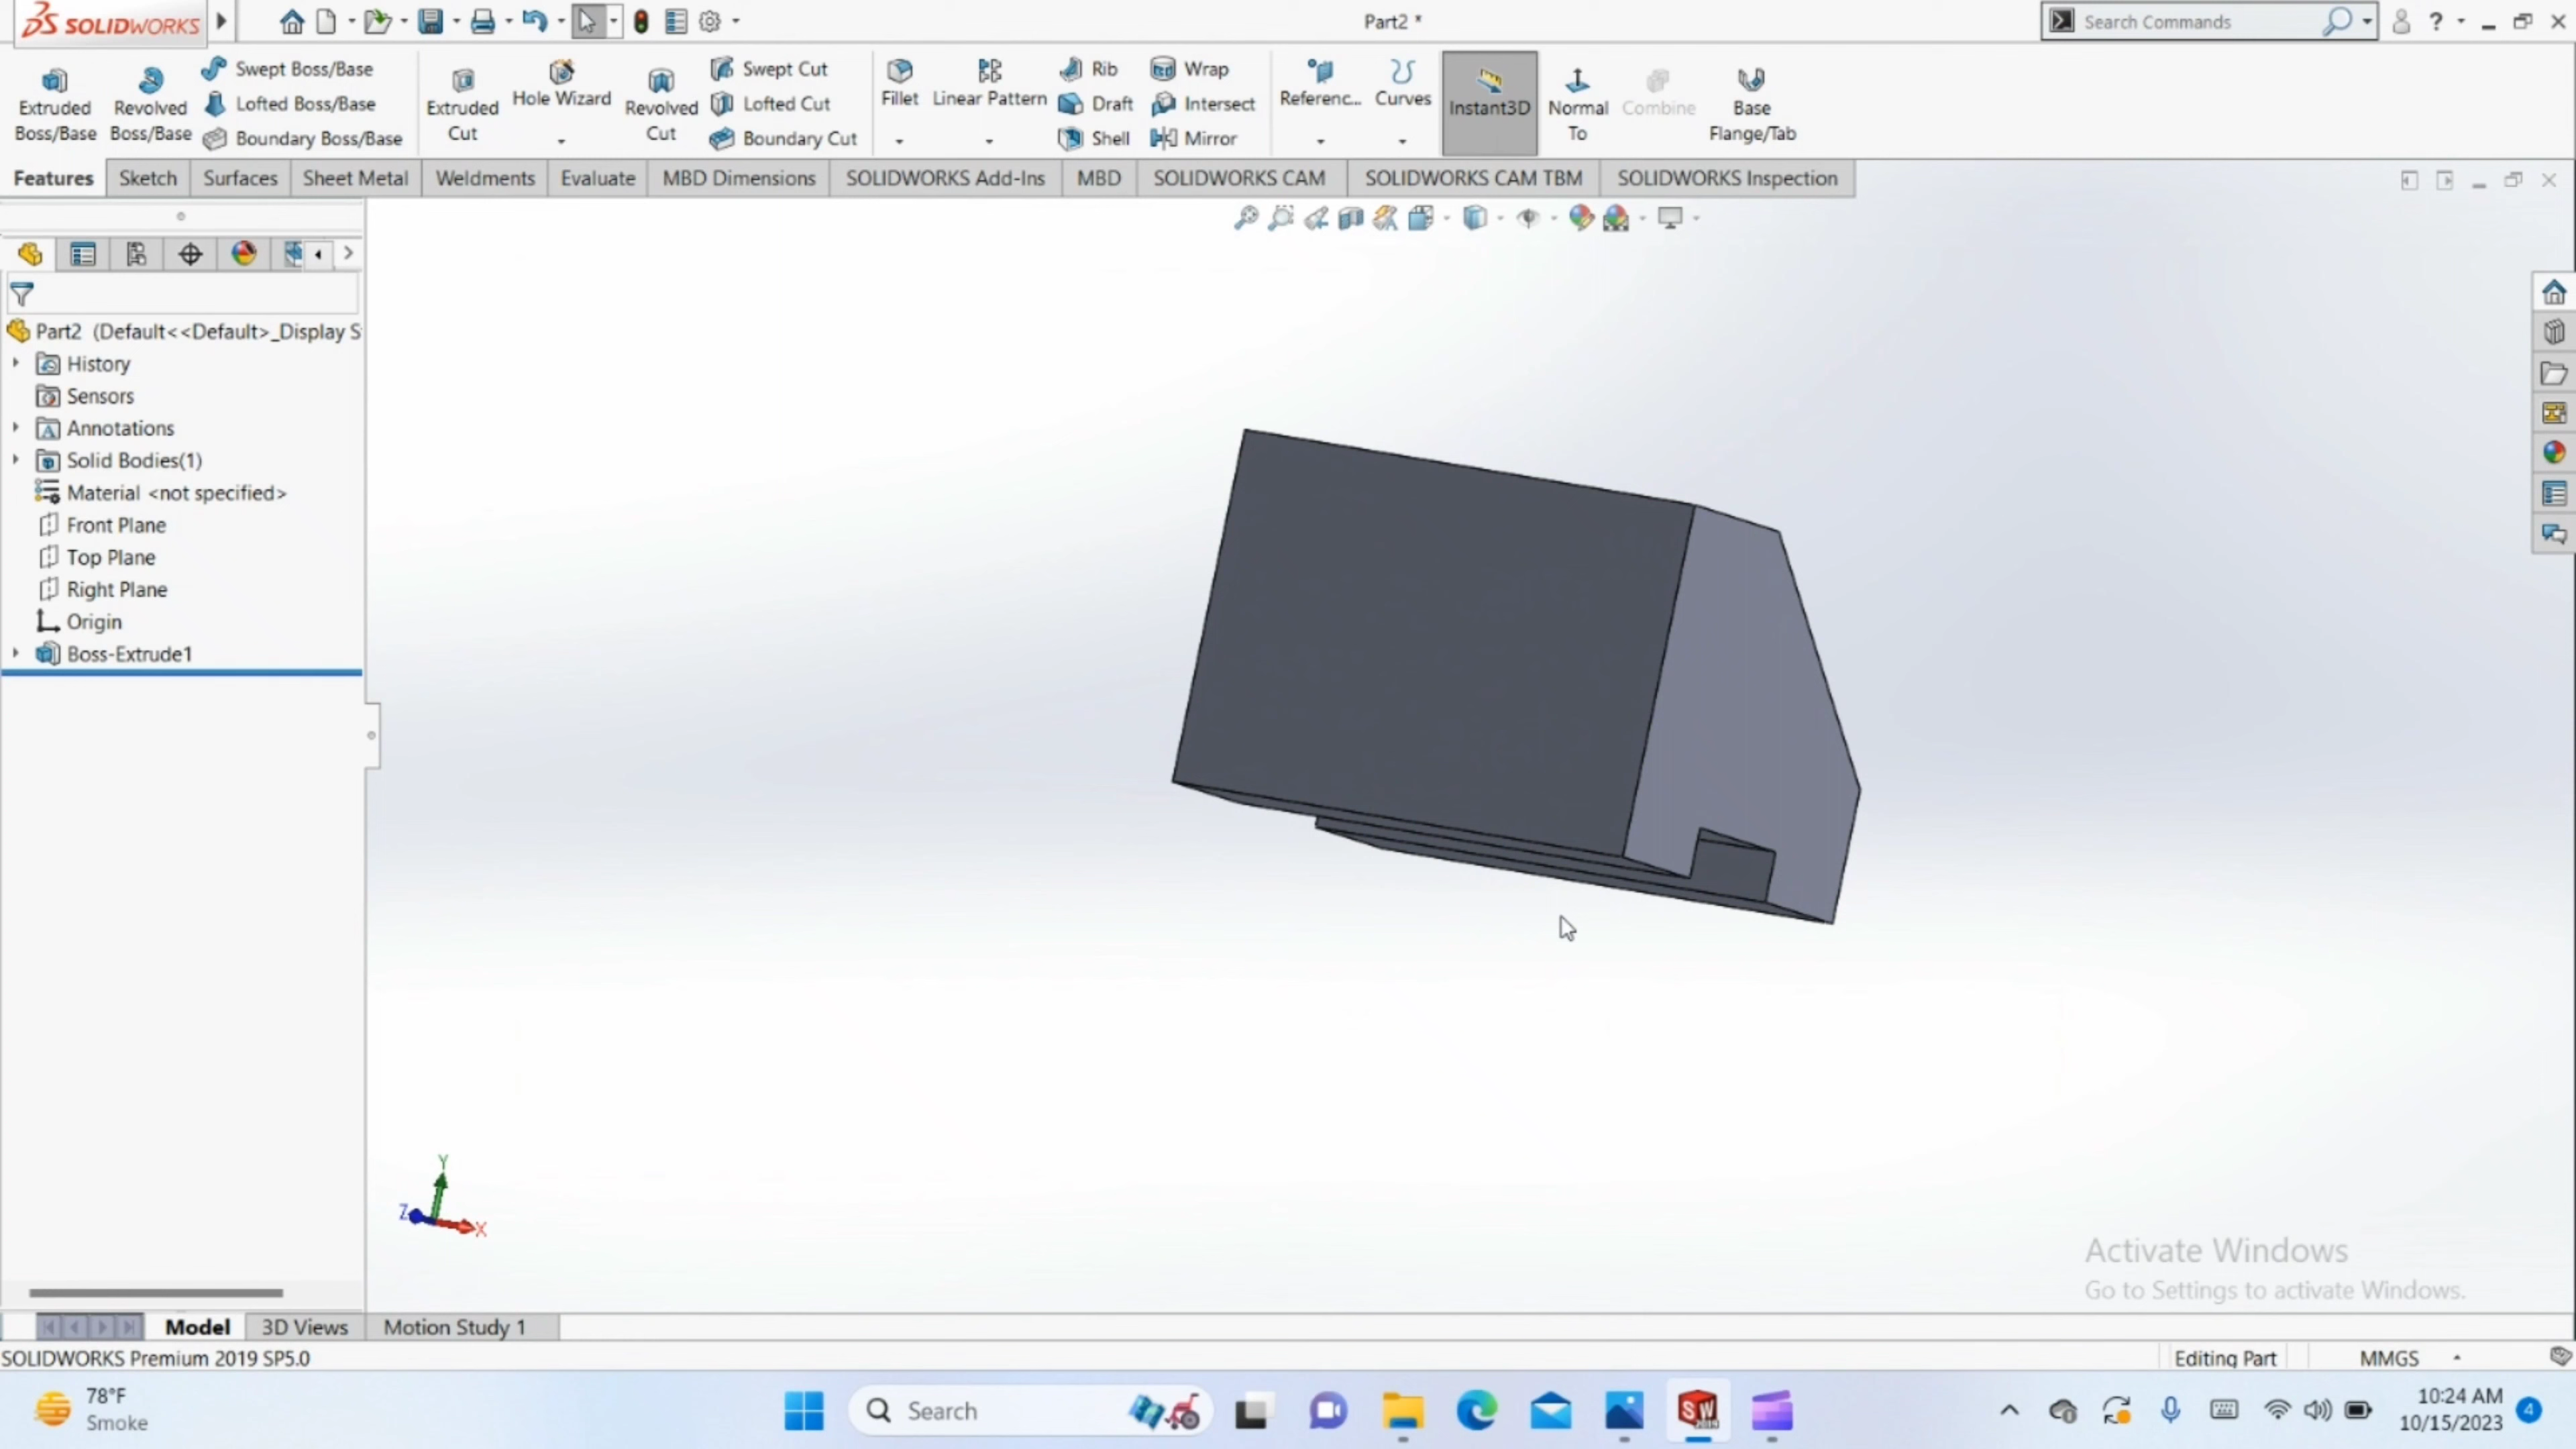 SOLIDWORKS
Part2 *
Search Commands
?
Extruded Boss/Base
Revolved Boss/Base
Swept Boss/Base
Lofted Boss/Base
Boundary Boss/Base
Extruded Cut
Hole Wizard
Revolved Cut
Swept Cut
Lofted Cut
Boundary Cut
Fillet
Linear Pattern
Rib
Draft
Shell
Wrap
Intersect
Mirror
Referenc...
Curves
Instant3D
Normal To
Combine
Base Flange/Tab
Features
Sketch
Surfaces
Sheet Metal
Weldments
Evaluate
MBD Dimensions
SOLIDWORKS Add-Ins
MBD
SOLIDWORKS CAM
SOLIDWORKS CAM TBM
SOLIDWORKS Inspection
Part2 (Default<<Default>_Display S
History
Sensors
Annotations
Solid Bodies(1)
Material <not specified>
Front Plane
Top Plane
Right Plane
Origin
Boss-Extrude1
Y
Z
X
Activate Windows
Go to Settings to activate Windows.
Model
3D Views
Motion Study 1
SOLIDWORKS Premium 2019 SP5.0
Editing Part
MMGS
78°F
Smoke
Search
SW
2019
10:24 AM
10/15/2023
4